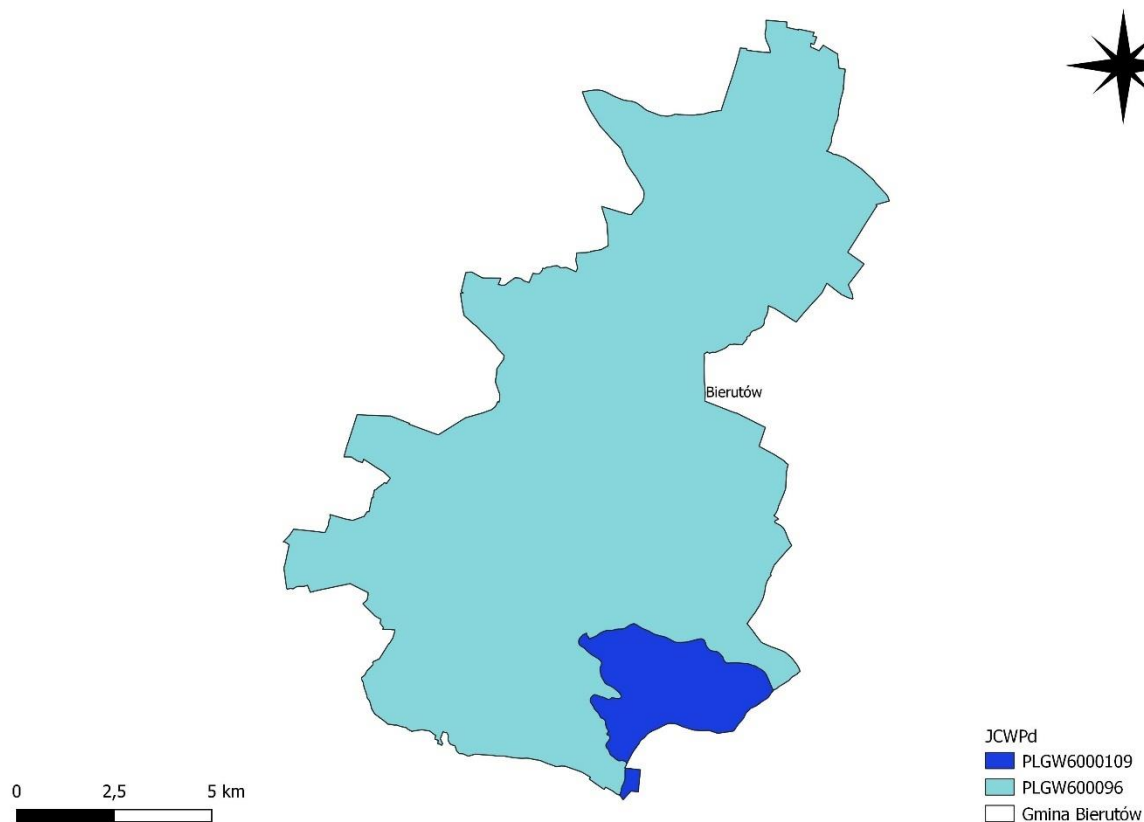 Bierutów
JCWPd
PLGW6000109
PLGW600096
Gmina Bierutów
0 2,5 5 km